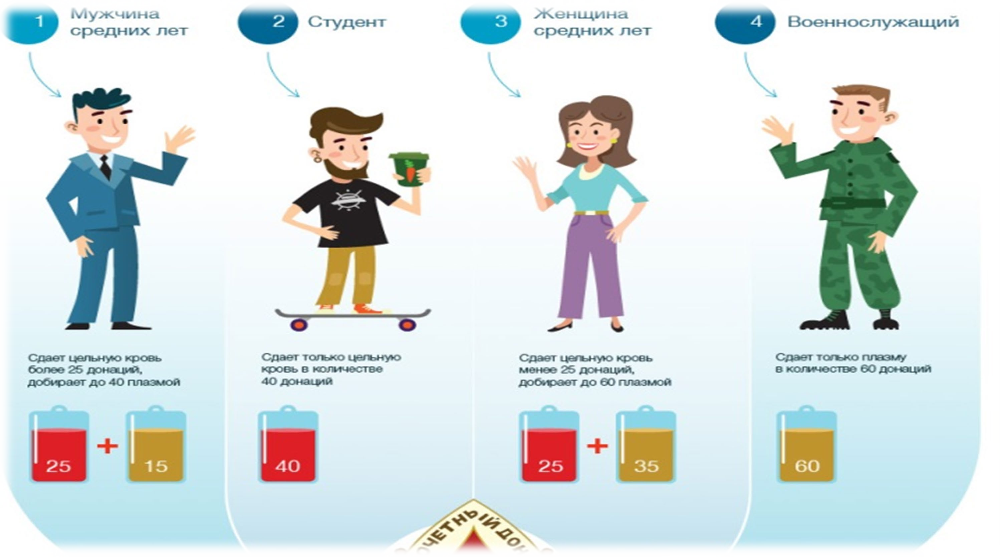 1
Мужчина
средних лет
2
Студент
3
Женщина
средних лет
4
Военнослужащий
Сдает цельную кровь
более 25 донаций,
добирает до 40 плазмой
Сдает только цельную
кровь в количестве
40 донаций
Сдает цельную кровь
менее 25 донаций,
добирает до 60 плазмой
Сдает только плазму
в количестве 60 донаций
25 + 15
40
25 + 35
60